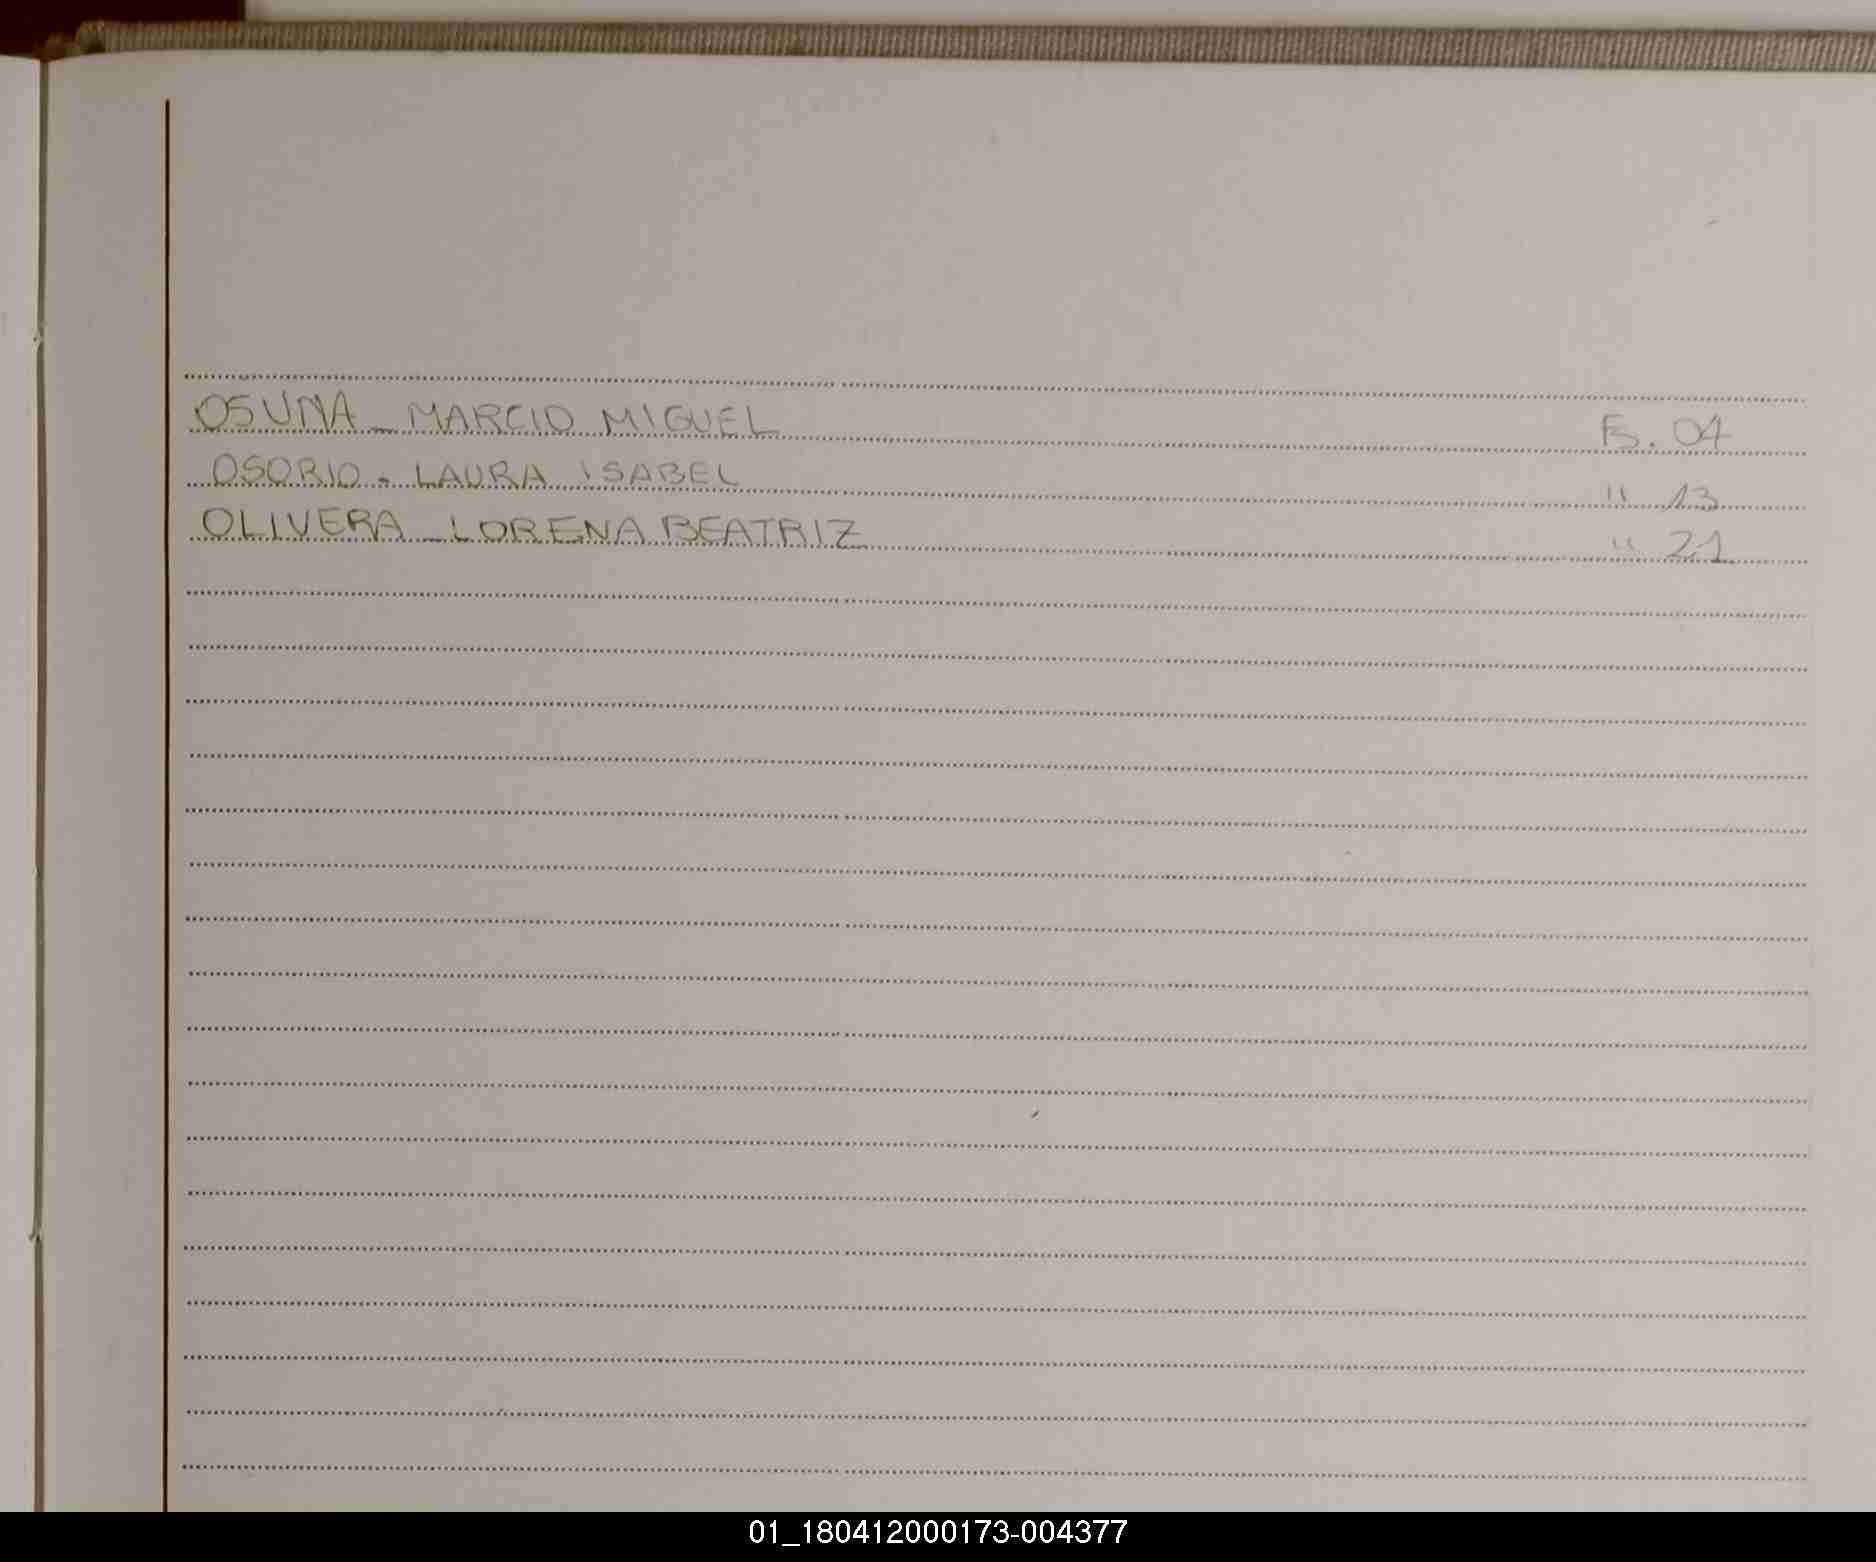 OSUNA - MARCIO MIGUEL Fs. 04
OSORIO - LAURA ISABEL " 13
OLIVERA - LORENA BEATRIZ " 21
01_180412000173-004377